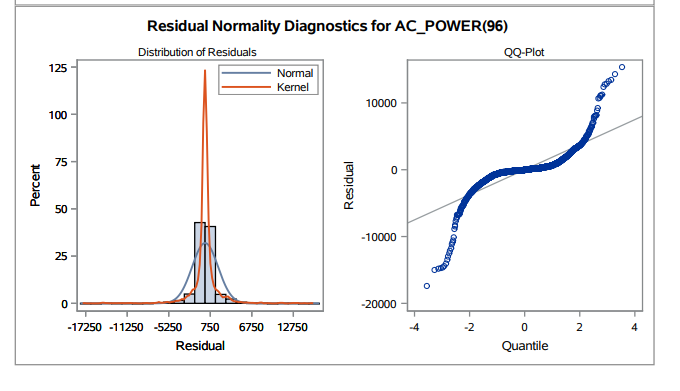 Residual Normality Diagnostics for AC_POWER(96)
Distribution of Residuals
Normal
Kernel
125
100
75
50
25
0
Percent
-17250 -11250 -5250 750 6750 12750
Residual
QQ-Plot
10000
0
-10000
-20000
Residual
-4 -2 0 2 4
Quantile